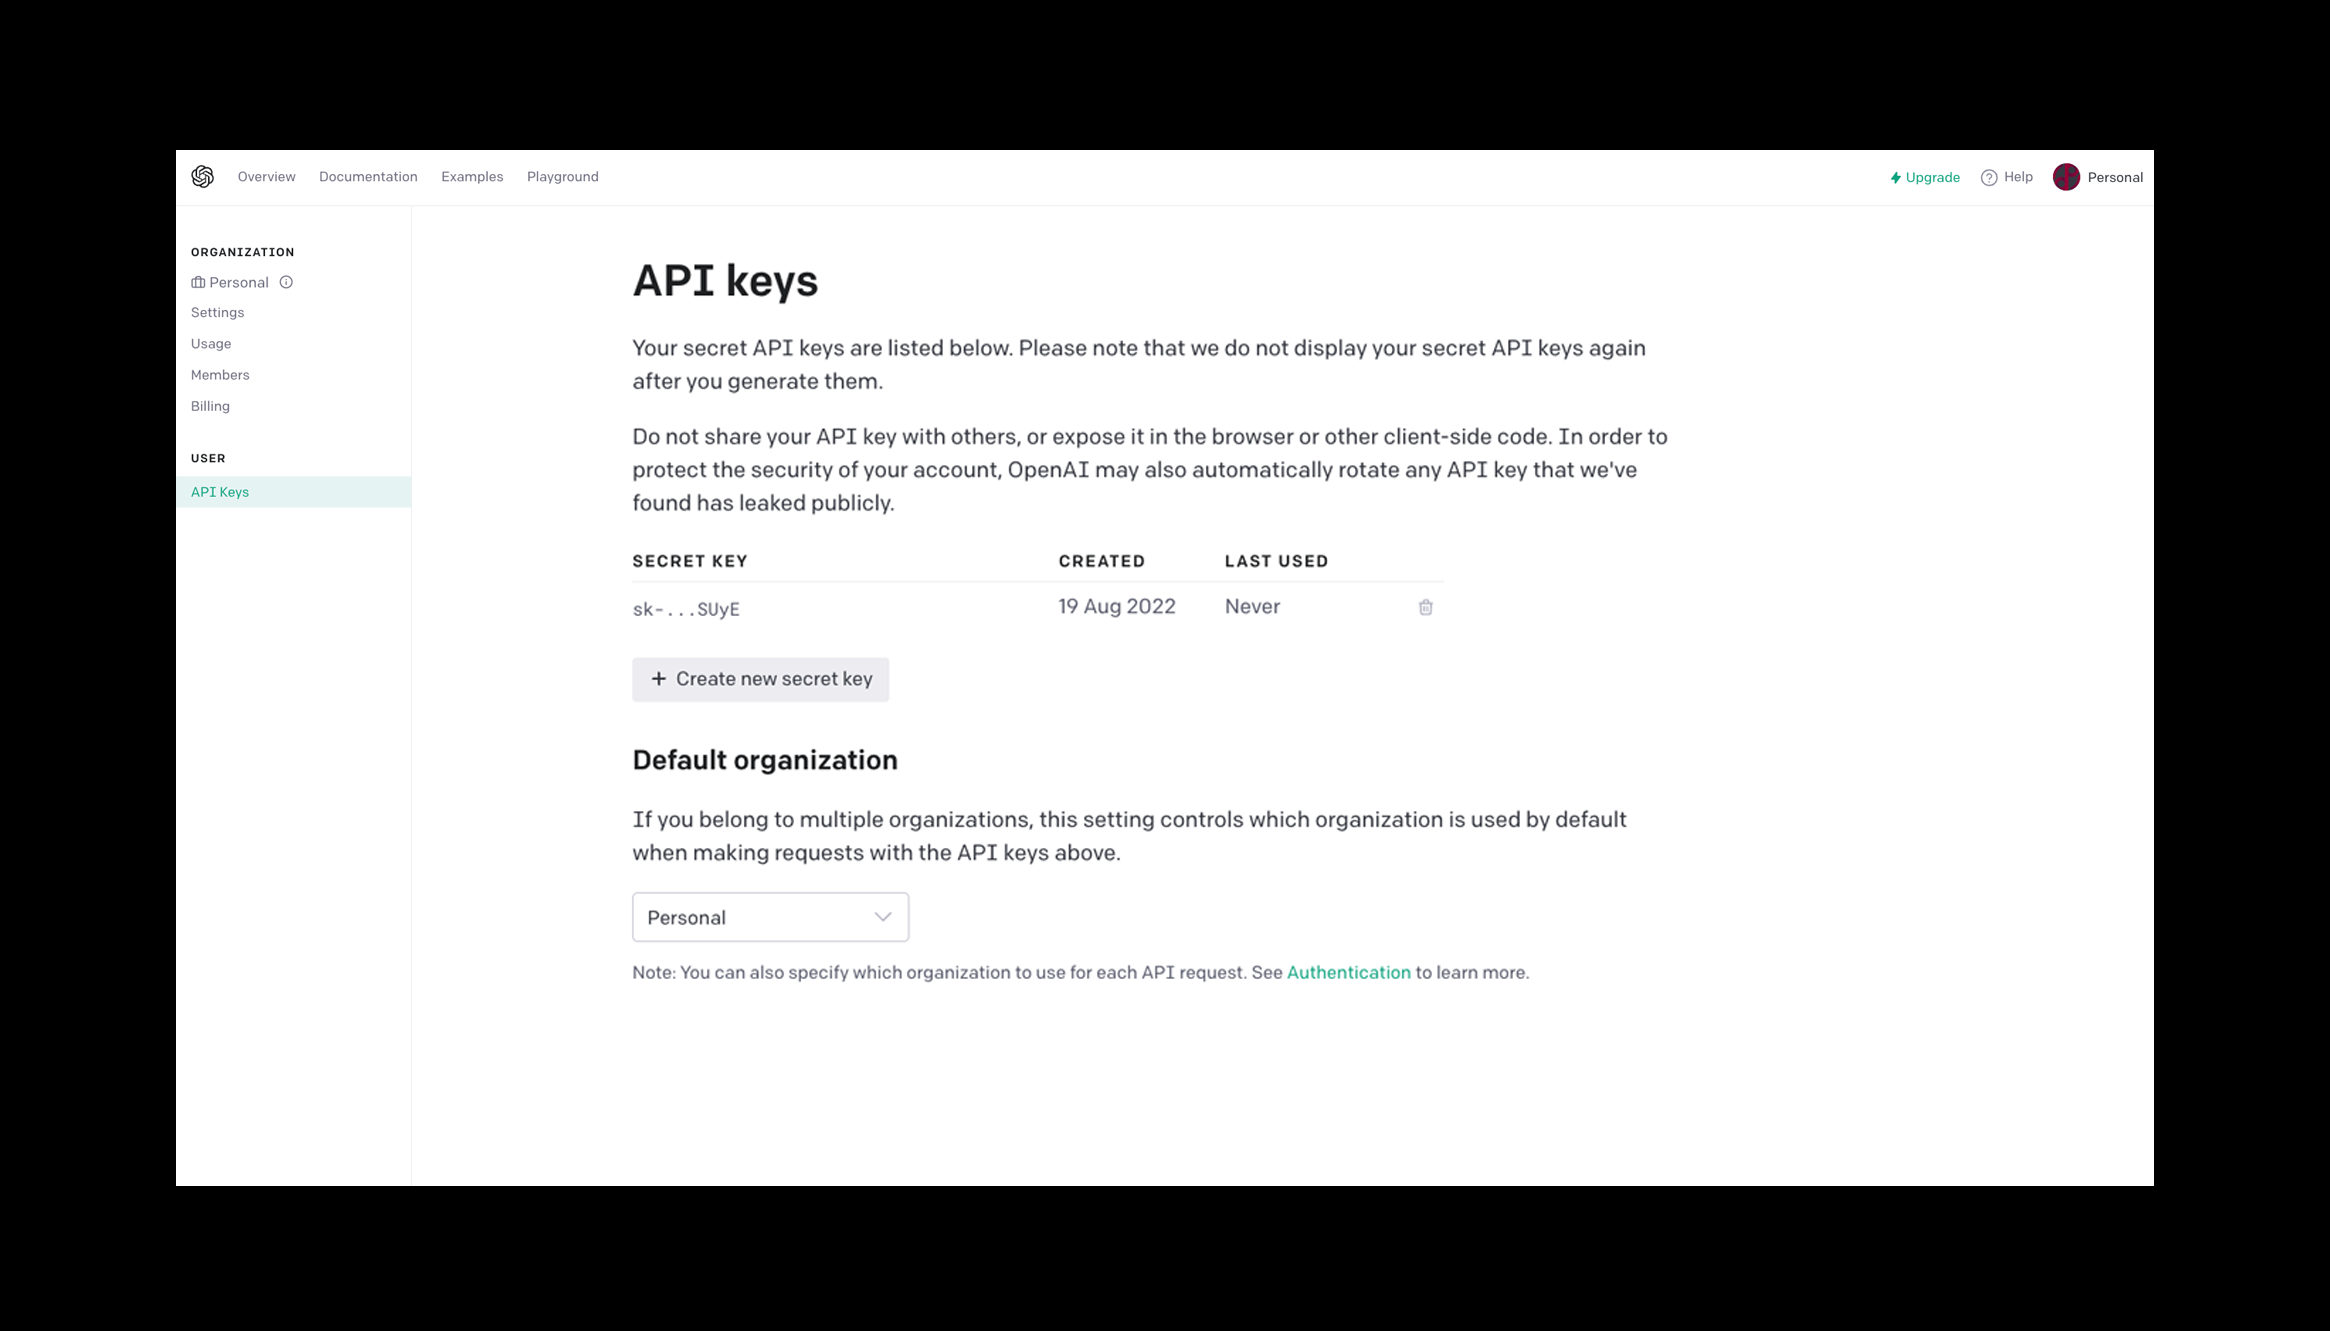 Overview Documentation Examples Playground
Upgrade Help Personal
ORGANIZATION
Personal
Settings
Usage
Members
Billing
USER
API Keys
API keys
Your secret API keys are listed below. Please note that we do not display your secret API keys again
after you generate them.
Do not share your API key with others, or expose it in the browser or other client-side code. In order to
protect the security of your account, OpenAI may also automatically rotate any API key that we've
found has leaked publicly.
SECRET KEY CREATED LAST USED
sk-...SUyE 19 Aug 2022 Never
+ Create new secret key
Default organization
If you belong to multiple organizations, this setting controls which organization is used by default
when making requests with the API keys above.
Personal
Note: You can also specify which organization to use for each API request. See Authentication to learn more.